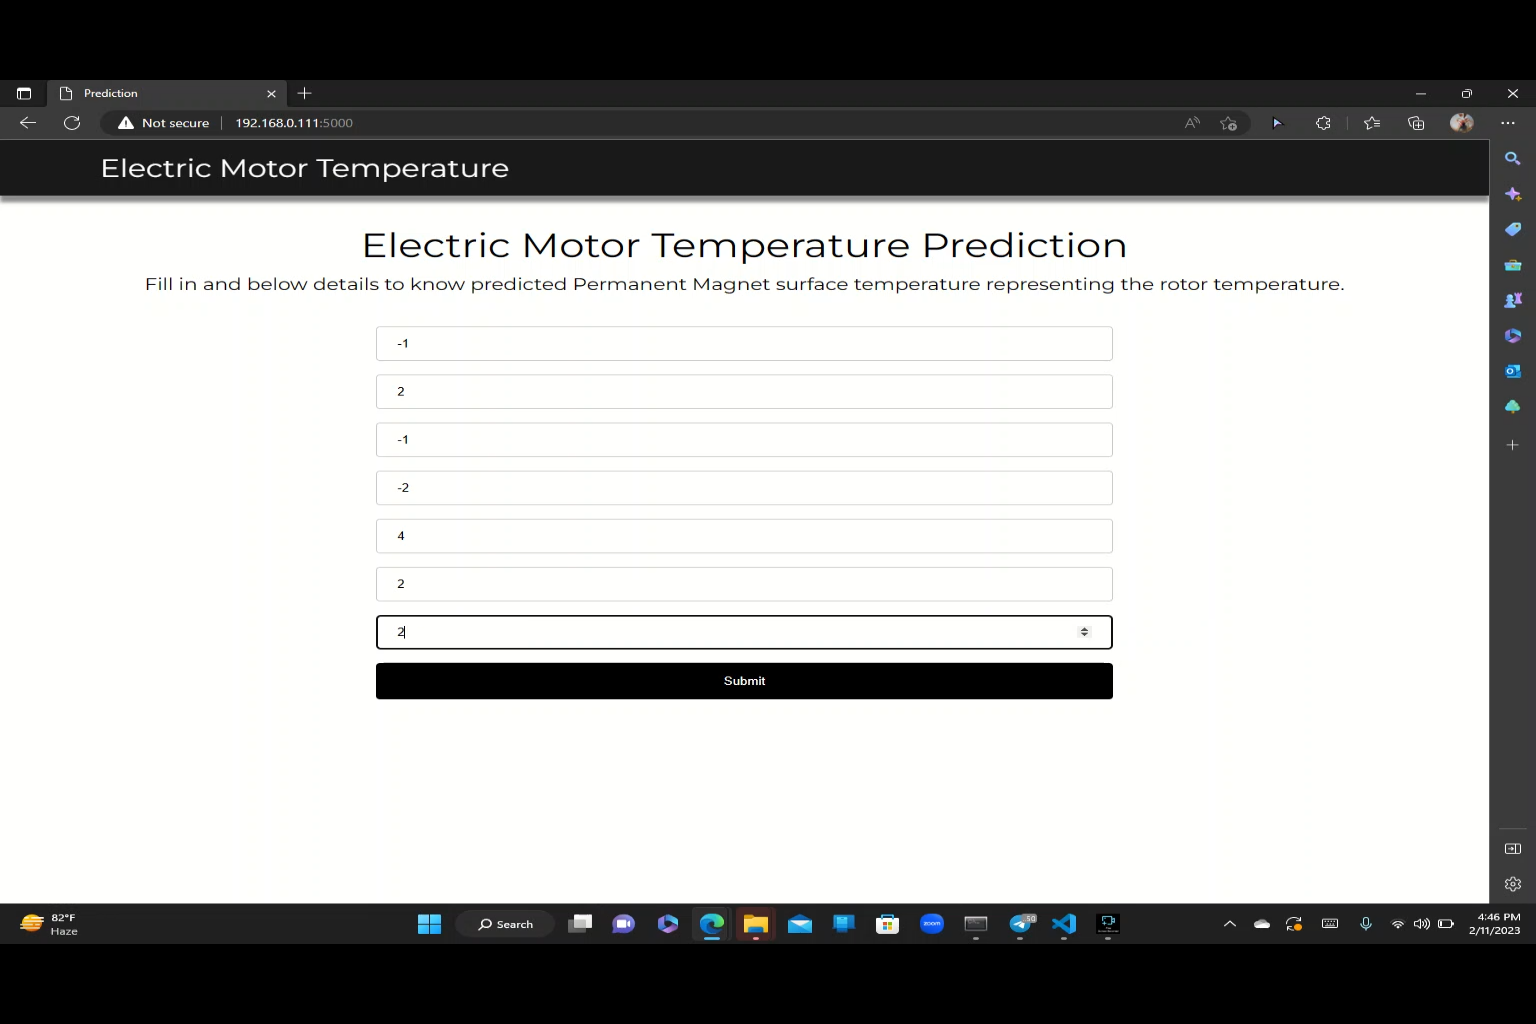 Prediction
Not secure
192.168.0.111:5000
Electric Motor Temperature
Electric Motor Temperature Prediction
Fill in and below details to know predicted Permanent Magnet surface temperature representing the rotor temperature.
-1
2
-1
-2
4
2
2
Submit
82°F
Haze
Search
zoom
50
4:46 PM
2/11/2023